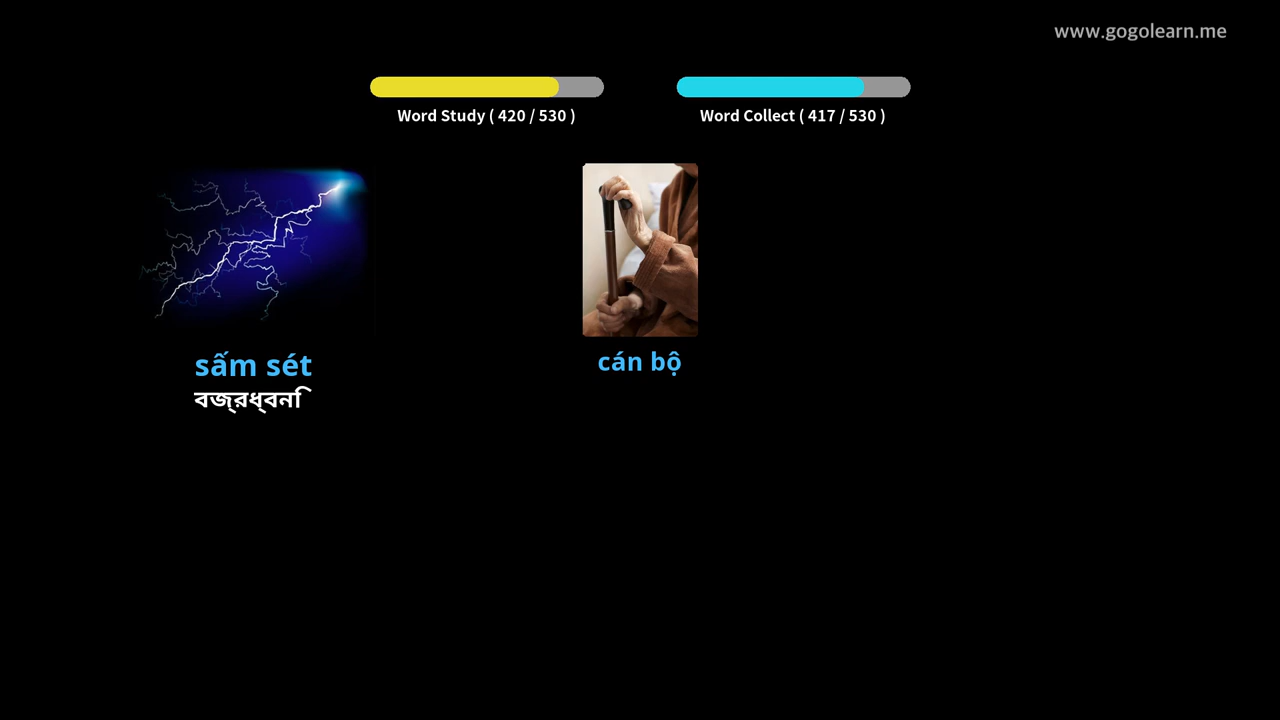 www.gogolearn.me
Word Study ( 420 / 530 )
Word Collect ( 417 / 530 )
sấm sét
বজ্রধ্বনি
cán bộ